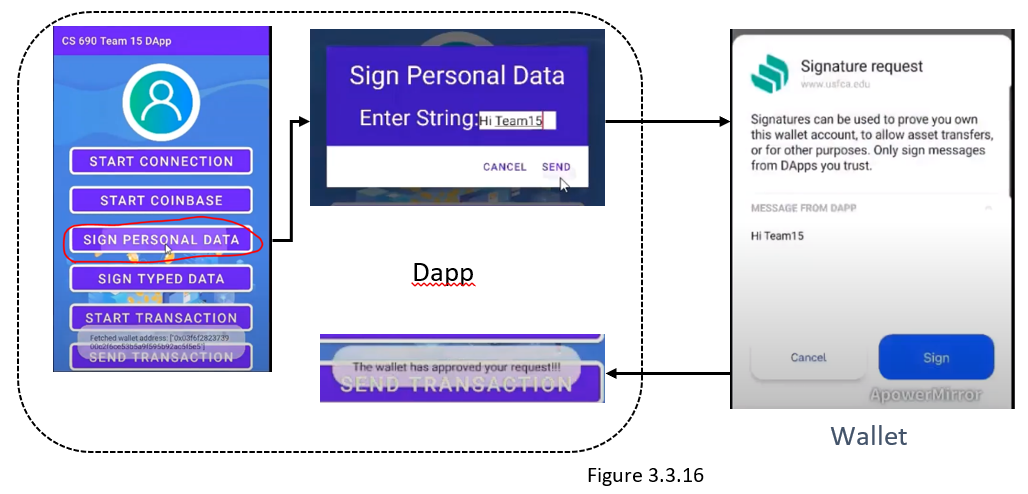 CS 690 Team 15 DApp
START CONNECTION
START COINBASE
SIGN PERSONAL DATA
SIGN TYPED DATA
START TRANSACTION
Fetched wallet address: ['0x03f6f2823739
00c2f6ce53b5a9f595b92ac5f5e5']
SEND TRANSACTION
Sign Personal Data
Enter String: Hi Team15
CANCEL SEND
Dapp
The wallet has approved your request!!!
SEND TRANSACTION
Signature request
www.usfca.edu
Signatures can be used to prove you own
this wallet account, to allow asset transfers,
or for other purposes. Only sign messages
from DApps you trust.
MESSAGE FROM DAPP
Hi Team15
Cancel Sign
ApowerMirror
Wallet
Figure 3.3.16